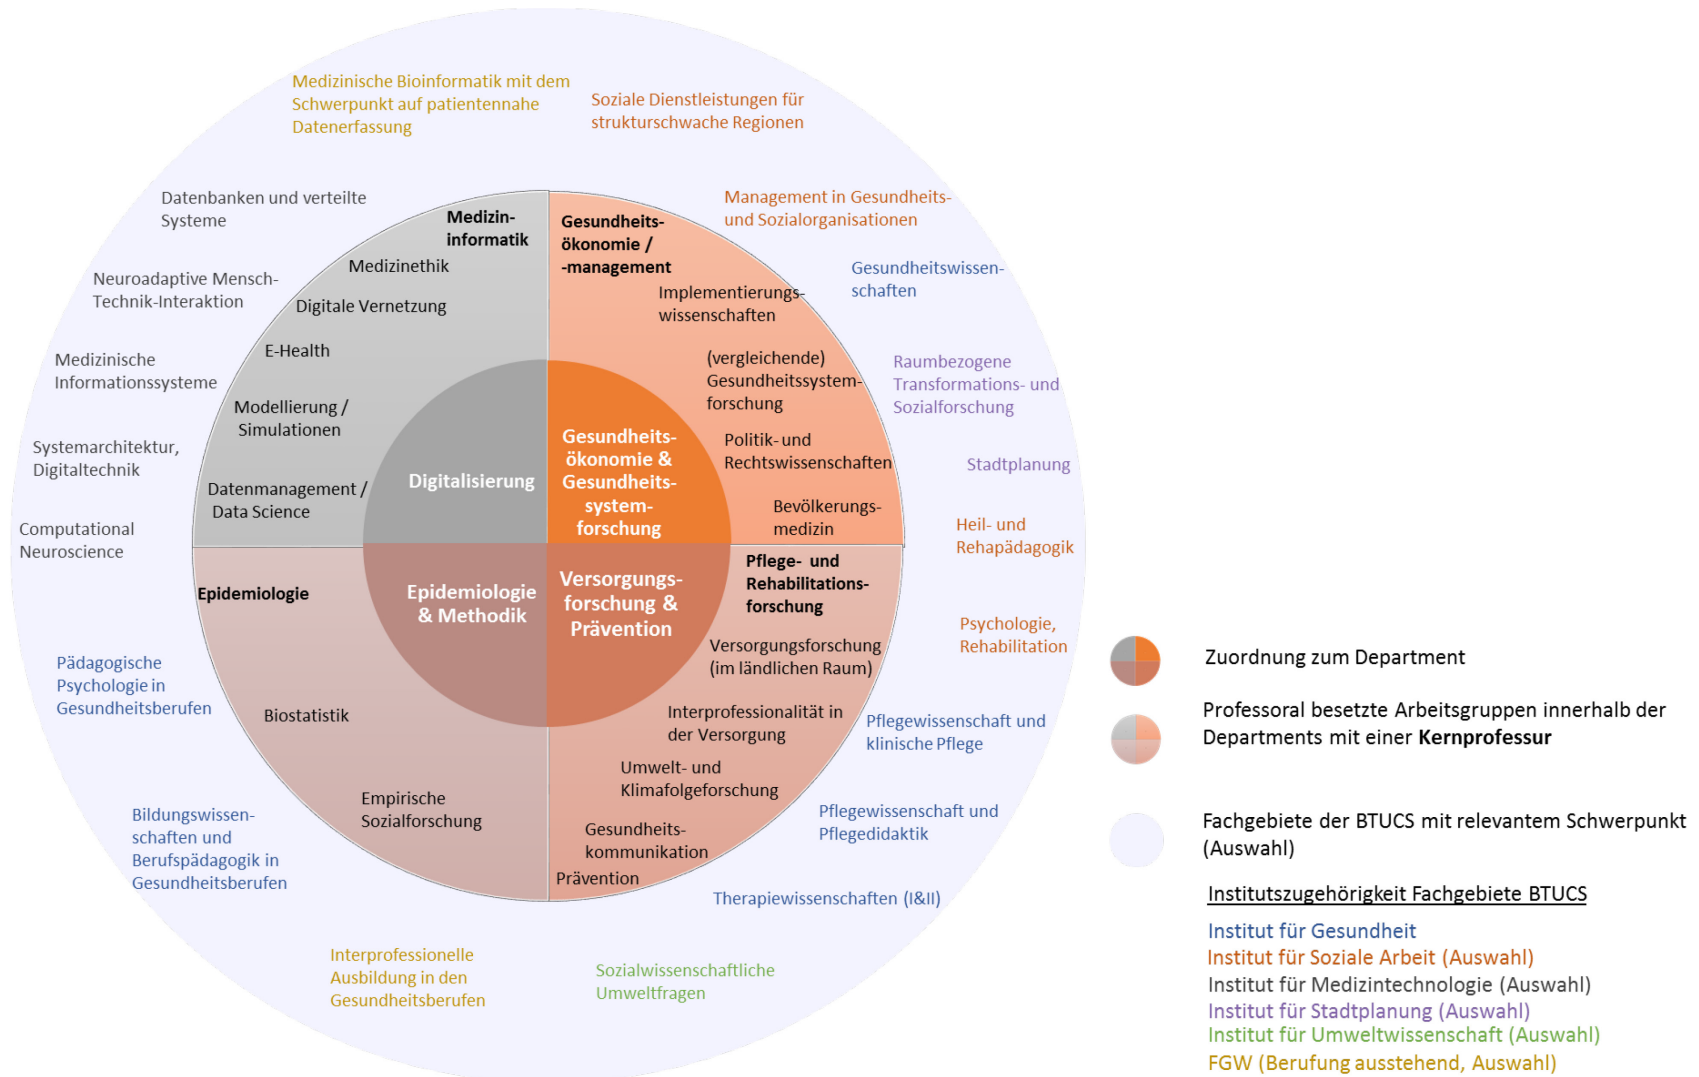 Medizinische Bioinformatik mit dem
Schwerpunkt auf patientennahe
Datenerfassung
Soziale Dienstleistungen für
strukturschwache Regionen
Datenbanken und verteilte
Systeme
Management in Gesundheits-
und Sozialorganisationen
Neuroadaptive Mensch-
Technik-Interaktion
Gesundheitswissen-
schaften
Medizinische
Informationssysteme
Raumbezogene
Transformations- und
Sozialforschung
Systemarchitektur,
Digitaltechnik
Stadtplanung
Computational
Neuroscience
Heil- und
Rehapädagogik
Psychologie,
Rehabilitation
Pädagogische
Psychologie in
Gesundheitsberufen
Pflegewissenschaft und
klinische Pflege
Bildungswissen-
schaften und
Berufspädagogik in
Gesundheitsberufen
Pflegewissenschaft und
Pflegedidaktik
Therapiewissenschaften (I&II)
Interprofessionelle
Ausbildung in den
Gesundheitsberufen
Sozialwissenschaftliche
Umweltfragen
Medizin-
informatik
Medizinethik
Digitale Vernetzung
E-Health
Modellierung /
Simulationen
Datenmanagement /
Data Science
Gesundheits-
ökonomie /
-management
Implementierungs-
wissenschaften
(vergleichende)
Gesundheitssystem-
forschung
Politik- und
Rechtswissenschaften
Bevölkerungs-
medizin
Epidemiologie
Biostatistik
Empirische
Sozialforschung
Pflege- und
Rehabilitations-
forschung
Versorgungsforschung
(im ländlichen Raum)
Interprofessionalität in
der Versorgung
Umwelt- und
Klimafolgeforschung
Gesundheits-
kommunikation
Prävention
Digitalisierung
Gesundheits-
ökonomie &
Gesundheits-
system-
forschung
Epidemiologie
& Methodik
Versorgungs-
forschung &
Prävention
Zuordnung zum Department
Professoral besetzte Arbeitsgruppen innerhalb der
Departments mit einer Kernprofessur
Fachgebiete der BTUCS mit relevantem Schwerpunkt
(Auswahl)
Institutszugehörigkeit Fachgebiete BTUCS
Institut für Gesundheit
Institut für Soziale Arbeit (Auswahl)
Institut für Medizintechnologie (Auswahl)
Institut für Stadtplanung (Auswahl)
Institut für Umweltwissenschaft (Auswahl)
FGW (Berufung ausstehend, Auswahl)